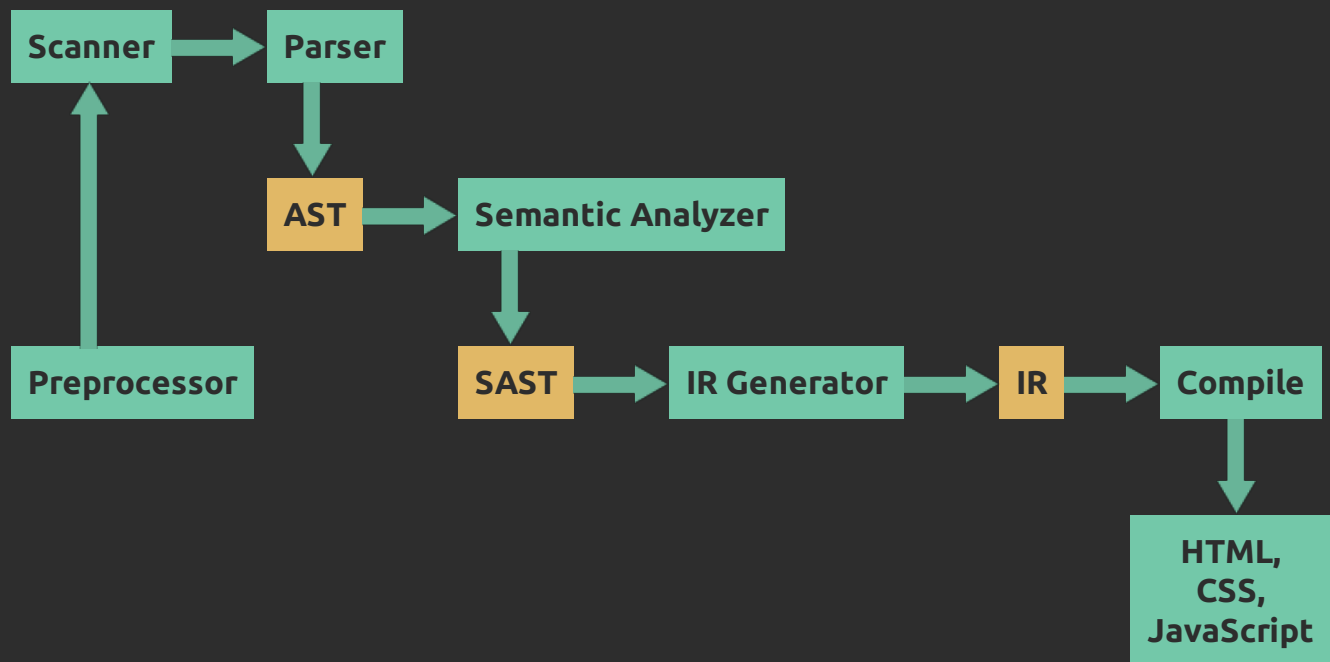 Scanner
Parser
AST
Semantic Analyzer
Preprocessor
SAST
IR Generator
IR
Compile
HTML,
CSS,
JavaScript